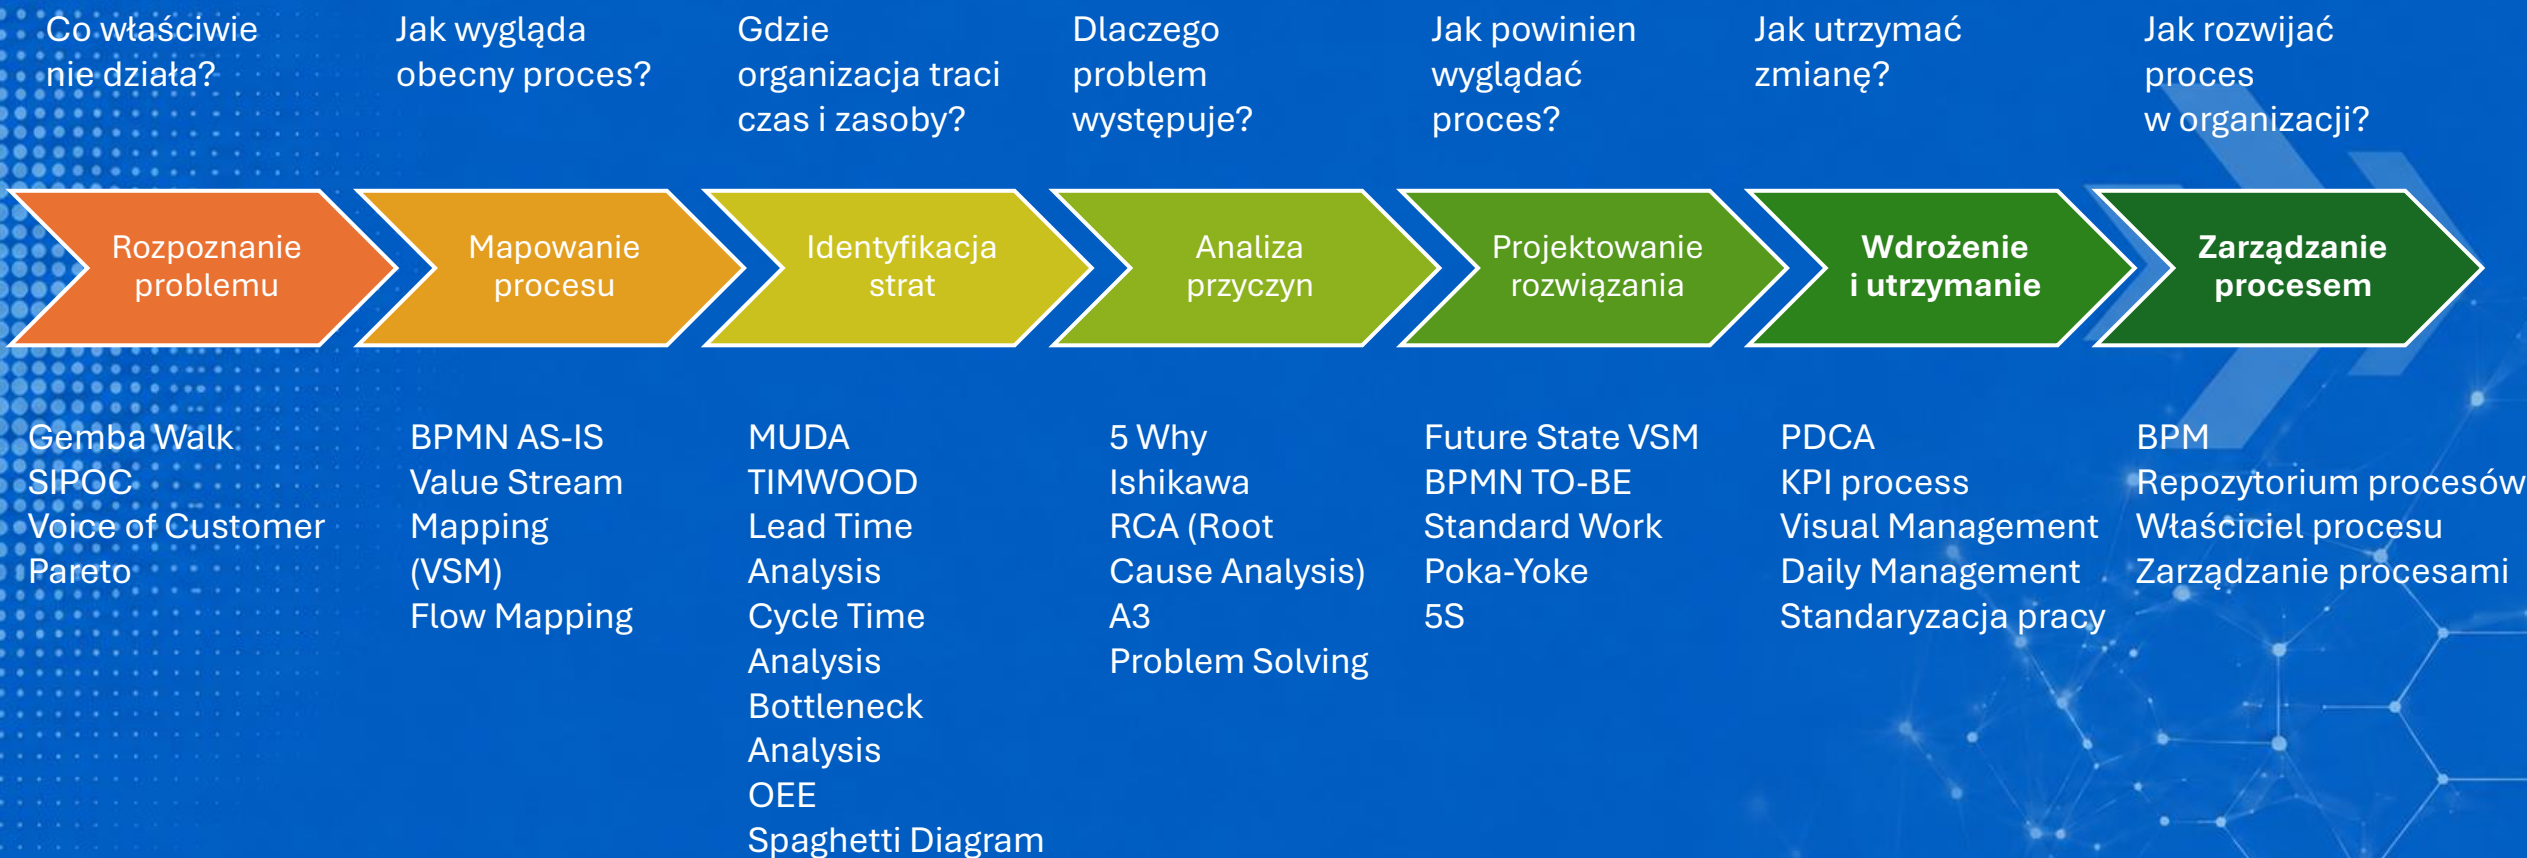 Co właściwie
nie działa?
Jak wygląda
obecny proces?
Gdzie
organizacja traci
czas i zasoby?
Dlaczego
problem
występuje?
Jak powinien
wyglądać
proces?
Jak utrzymać
zmianę?
Jak rozwijać
proces
w organizacji?
Rozpoznanie
problemu
Mapowanie
procesu
Identyfikacja
strat
Analiza
przyczyn
Projektowanie
rozwiązania
Wdrożenie
i utrzymanie
Zarządzanie
procesem
Gemba Walk
SIPOC
Voice of Customer
Pareto
BPMN AS-IS
Value Stream
Mapping
(VSM)
Flow Mapping
MUDA
TIMWOOD
Lead Time
Analysis
Cycle Time
Analysis
Bottleneck
Analysis
OEE
Spaghetti Diagram
5 Why
Ishikawa
RCA (Root
Cause Analysis)
A3
Problem Solving
Future State VSM
BPMN TO-BE
Standard Work
Poka-Yoke
5S
PDCA
KPI process
Visual Management
Daily Management
Standaryzacja pracy
BPM
Repozytorium procesów
Właściciel procesu
Zarządzanie procesami